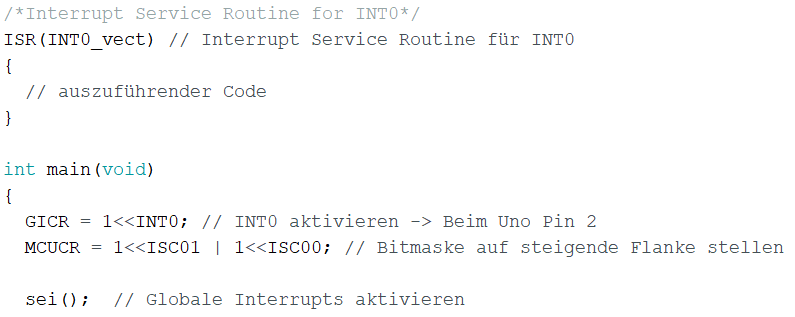 /*Interrupt Service Routine for INT0*/
ISR(INT0_vect) // Interrupt Service Routine für INT0
{
// auszuführender Code
}
int main(void)
{
GICR = 1<<INT0; // INT0 aktivieren -> Beim Uno Pin 2
MCUCR = 1<<ISC01 | 1<<ISC00; // Bitmaske auf steigende Flanke stellen
sei(); // Globale Interrupts aktivieren